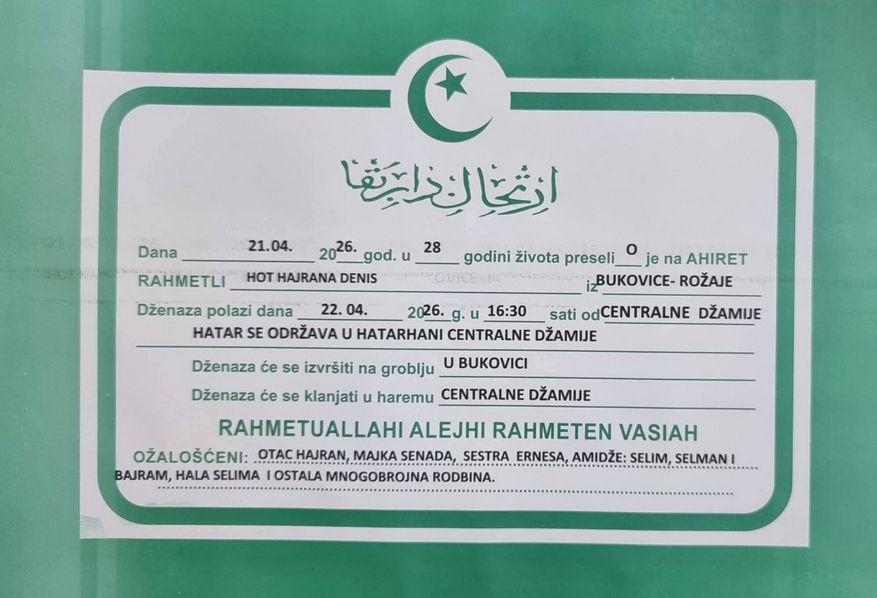 ارتحال دار بقا
Dana 21.04. 2026. god. u 28 godini života preseli O je na AHIRET
RAHMETLI HOT HAJRANA DENIS iz BUKOVICE- ROŽAJE
Dženaza polazi dana 22. 04. 2026. g. u 16:30 sati od CENTRALNE DŽAMIJE
HATAR SE ODRŽAVA U HATARHANI CENTRALNE DŽAMIJE
Dženaza će se izvršiti na groblju U BUKOVICI
Dženaza će se klanjati u haremu CENTRALNE DŽAMIJE
RAHMETUALLAHI ALEJHI RAHMETEN VASIAH
OŽALOŠĆENI: OTAC HAJRAN, MAJKA SENADA, SESTRA ERNESA, AMIDŽE: SELIM, SELMAN I
BAJRAM, HALA SELIMA I OSTALA MNOGOBROJNA RODBINA.